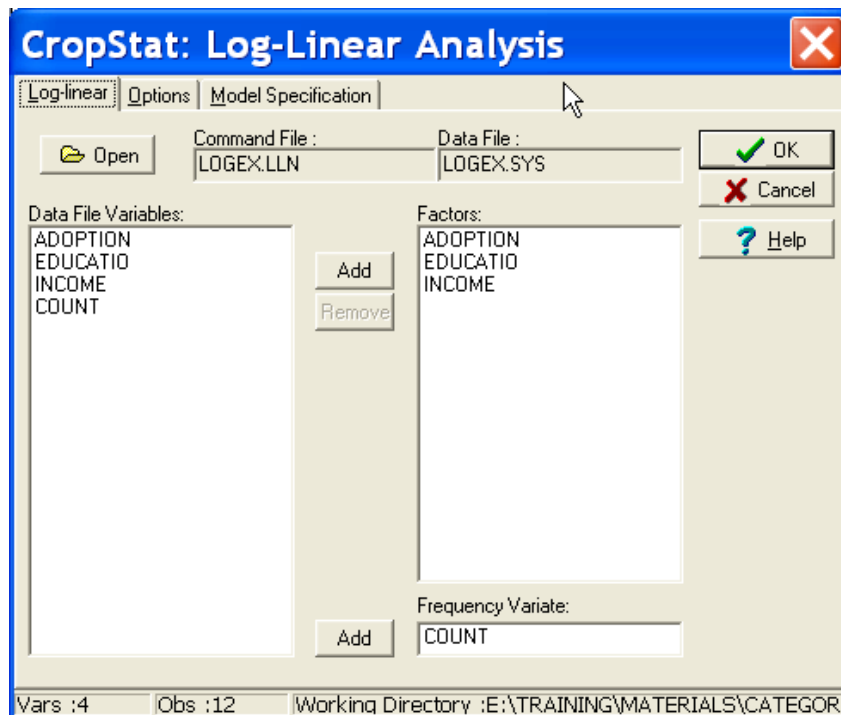 CropStat: Log-Linear Analysis
Log-linear Options Model Specification
Open
Command File :
LOGEX.LLN
Data File :
LOGEX.SYS
OK
Cancel
Help
Data File Variables:
ADOPTION
EDUCATIO
INCOME
COUNT
Add
Remove
Factors:
ADOPTION
EDUCATIO
INCOME
Add
Frequency Variate:
COUNT
Vars :4 Obs :12 Working Directory :E:\TRAINING\MATERIALS\CATEGOR